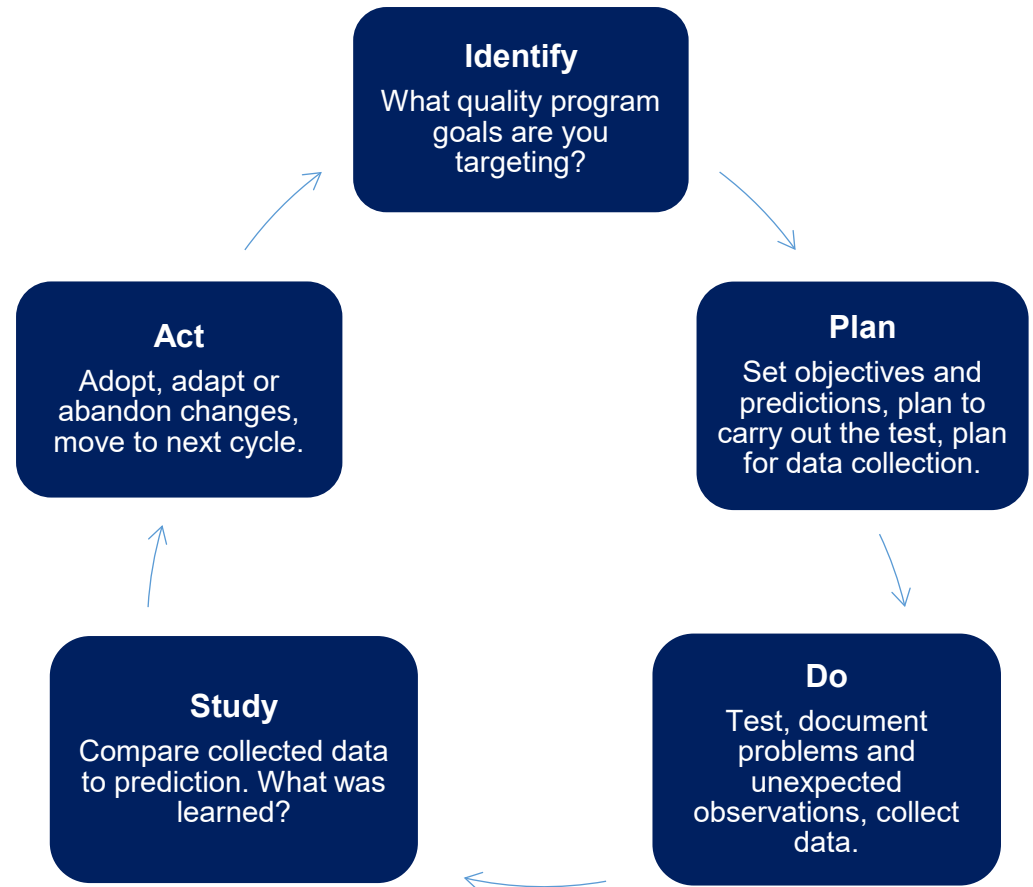 Identify
What quality program
goals are you
targeting?
Plan
Set objectives and
predictions, plan to
carry out the test, plan
for data collection.
Do
Test, document
problems and
unexpected
observations, collect
data.
Study
Compare collected data
to prediction. What was
learned?
Act
Adopt, adapt or
abandon changes,
move to next cycle.